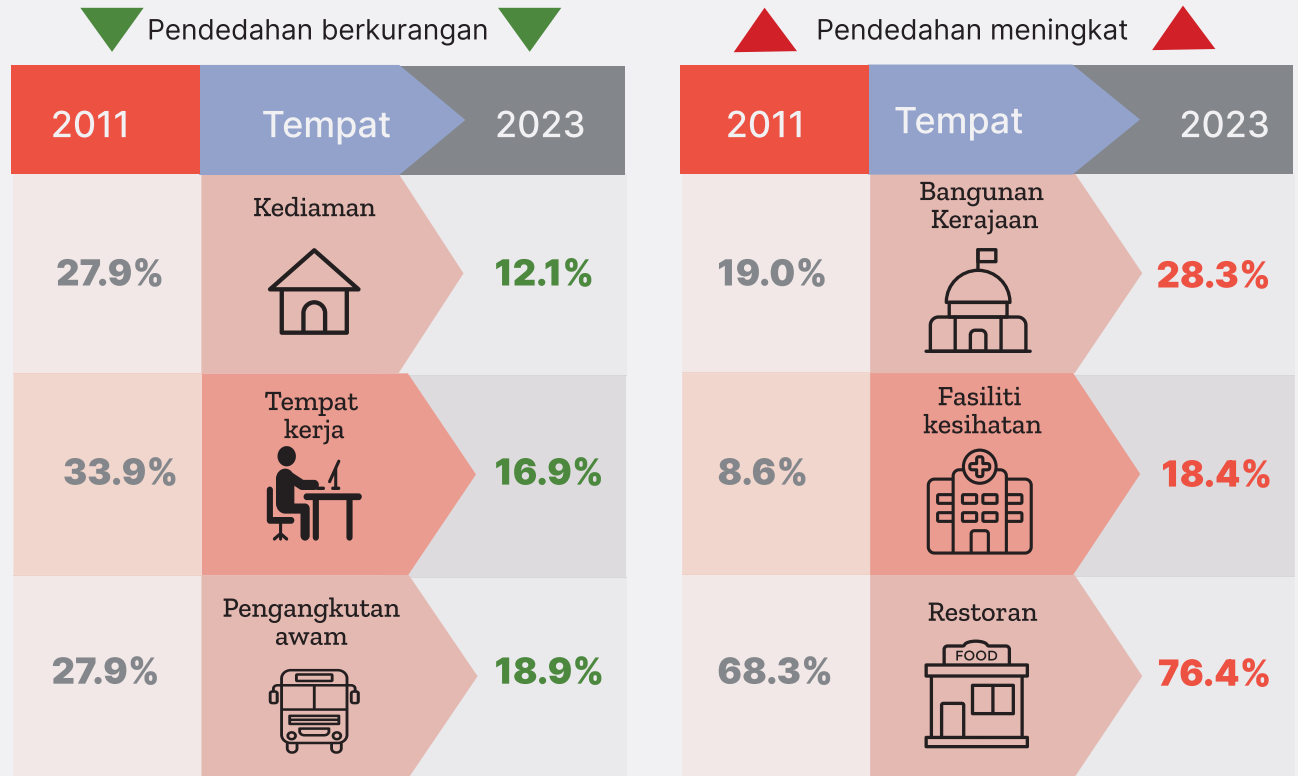 Pendedahan berkurangan
2011 Tempat 2023
Kediaman
27.9% 12.1%
Tempat
kerja
33.9% 16.9%
Pengangkutan
awam
27.9% 18.9%
Pendedahan meningkat
2011 Tempat 2023
Bangunan
Kerajaan
19.0% 28.3%
Fasiliti
kesihatan
8.6% 18.4%
Restoran
FOOD
68.3% 76.4%